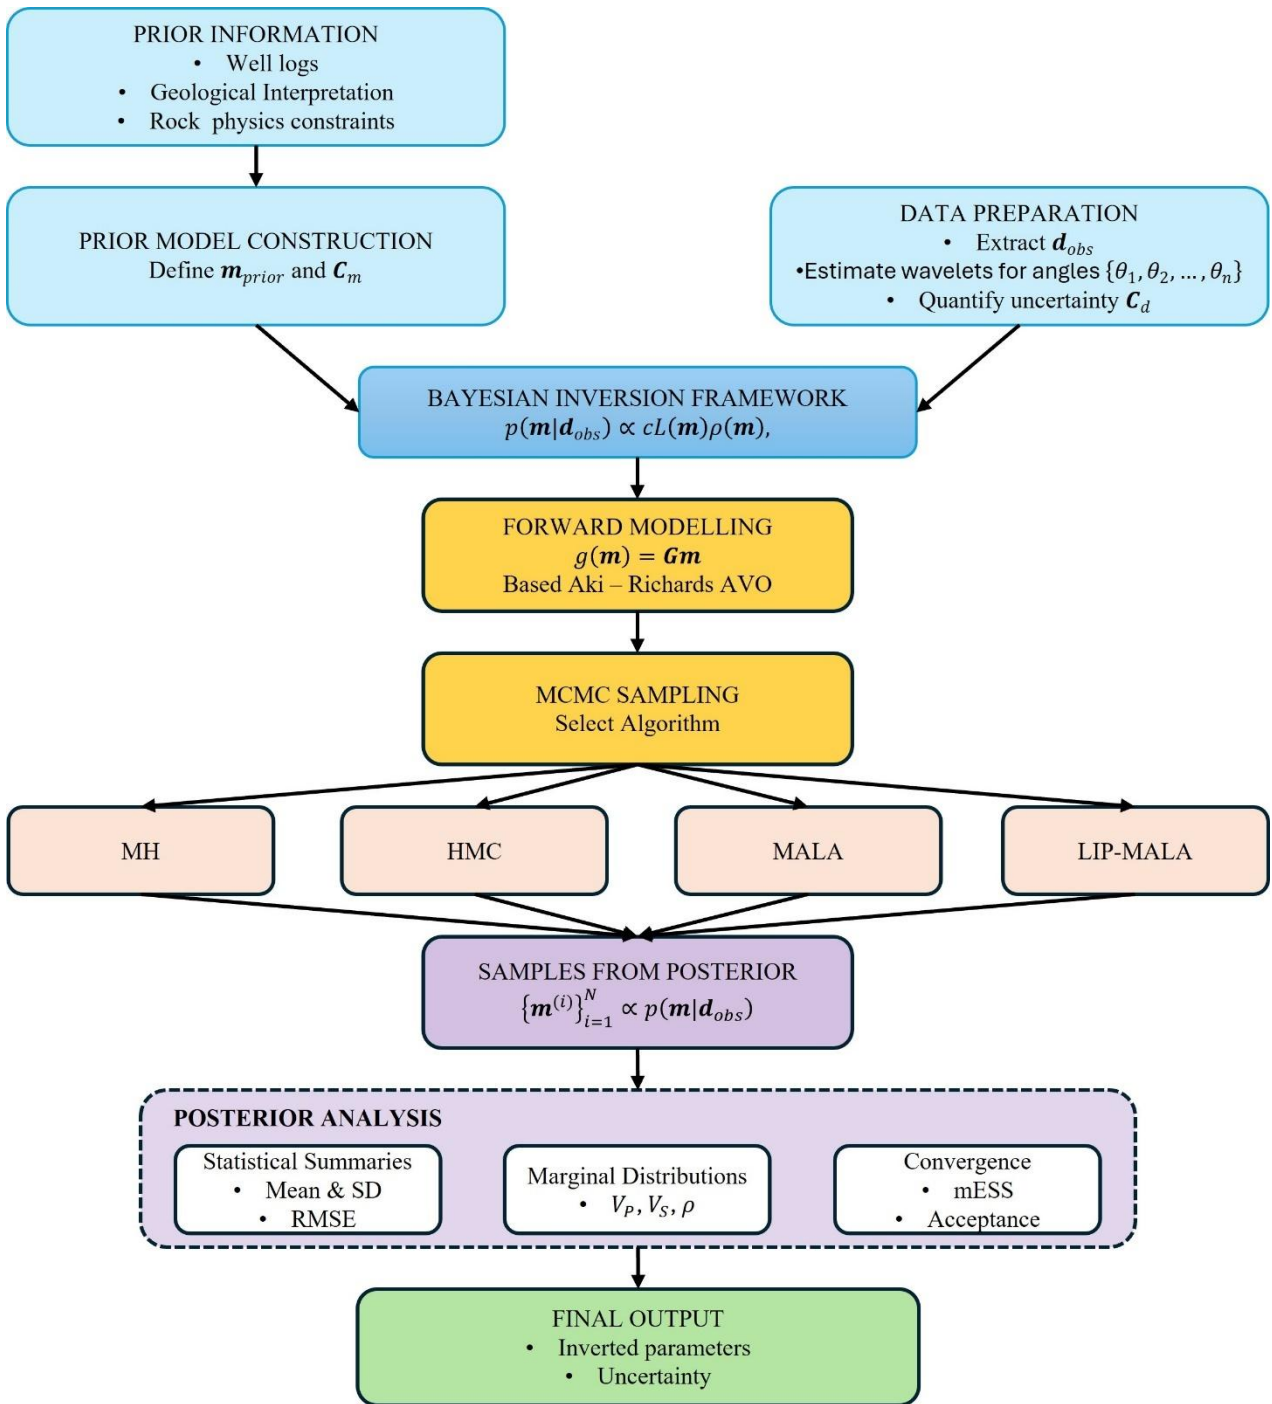 PRIOR INFORMATION
• Well logs
• Geological Interpretation
• Rock physics constraints
PRIOR MODEL CONSTRUCTION
Define m_prior and C_m
DATA PREPARATION
• Extract d_obs
•Estimate wavelets for angles {θ₁, θ₂, … , θₙ}
• Quantify uncertainty C_d
BAYESIAN INVERSION FRAMEWORK
p(m|d_obs) ∝ cL(m)ρ(m),
FORWARD MODELLING
g(m) = Gm
Based Aki – Richards AVO
MCMC SAMPLING
Select Algorithm
MH
HMC
MALA
LIP-MALA
SAMPLES FROM POSTERIOR
{m^(i)}_{i=1}^N ∝ p(m|d_obs)
POSTERIOR ANALYSIS
Statistical Summaries
• Mean & SD
• RMSE
Marginal Distributions
• V_P, V_S, ρ
Convergence
• mESS
• Acceptance
FINAL OUTPUT
• Inverted parameters
• Uncertainty